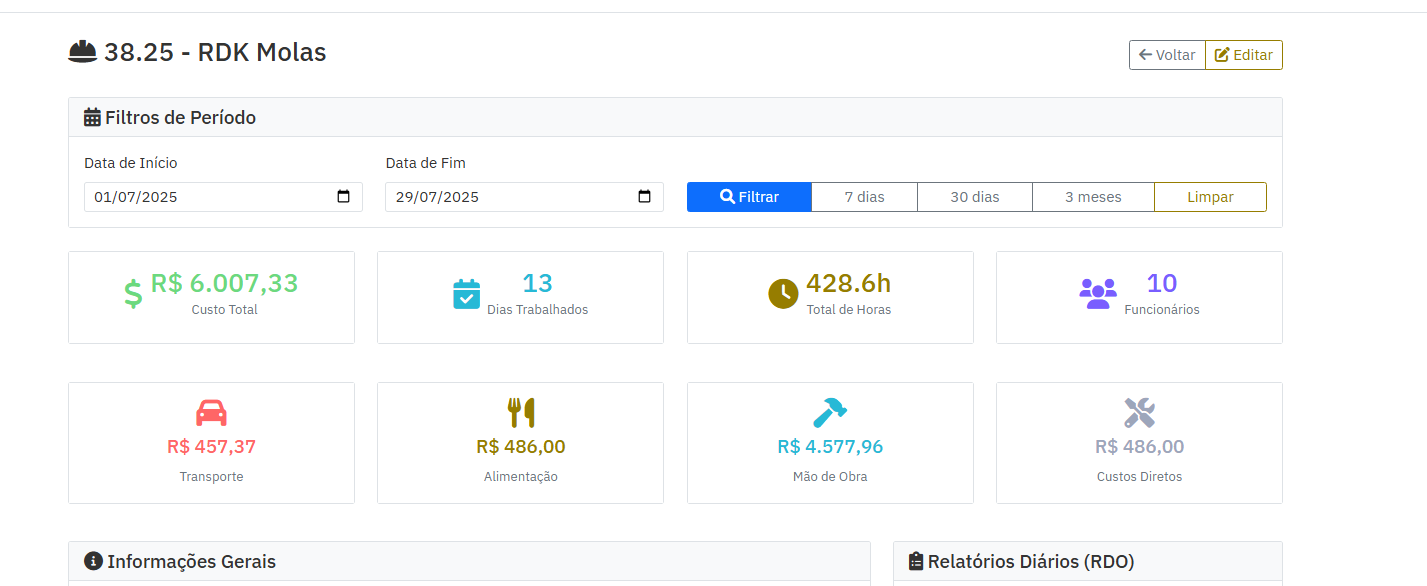 38.25 - RDK Molas
Voltar
Editar
Filtros de Período
Data de Início
Data de Fim
01/07/2025
29/07/2025
Filtrar
7 dias
30 dias
3 meses
Limpar
R$ 6.007,33
Custo Total
13
Dias Trabalhados
428.6h
Total de Horas
10
Funcionários
R$ 457,37
Transporte
R$ 486,00
Alimentação
R$ 4.577,96
Mão de Obra
R$ 486,00
Custos Diretos
Informações Gerais
Relatórios Diários (RDO)